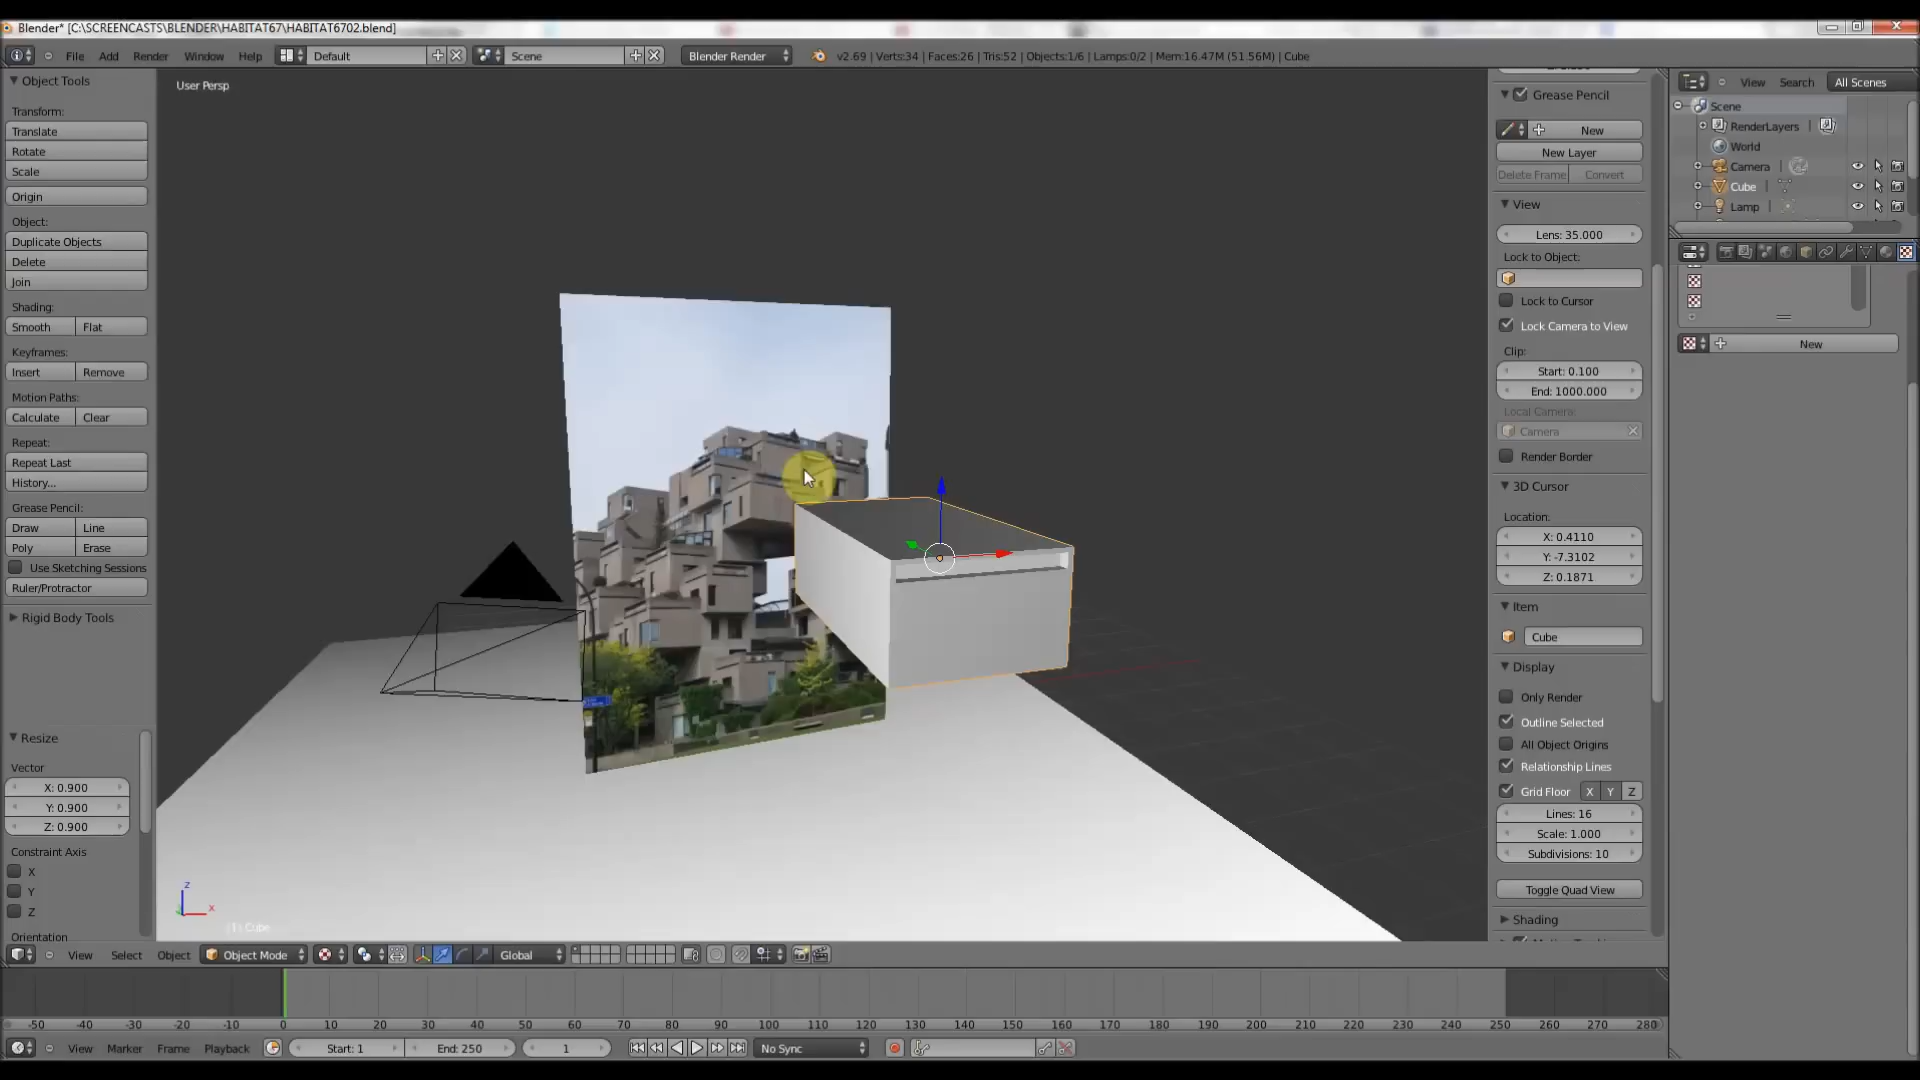 Blender* [C:\SCREENCASTS\BLENDER\HABITAT67\HABITAT6702.blend]
File Add Render Window Help Default Scene Blender Render v2.69 | Verts:34 | Faces:26 | Tris:52 | Objects:1/6 | Lamps:0/2 | Mem:16.47M (51.56M) | Cube
Object Tools
Transform:
Translate
Rotate
Scale
Origin
Object:
Duplicate Objects
Delete
Join
Shading:
Smooth Flat
Keyframes:
Insert Remove
Motion Paths:
Calculate Clear
Repeat:
Repeat Last
History...
Grease Pencil:
Draw Line
Poly Erase
Use Sketching Sessions
Ruler/Protractor
Rigid Body Tools
Resize
Vector
X: 0.900
Y: 0.900
Z: 0.900
Constraint Axis
X
Y
Z
Orientation
User Persp
z
x
(1) Cube
Grease Pencil
New
New Layer
Delete Frame Convert
View
Lens: 35.000
Lock to Object:
Lock to Cursor
Lock Camera to View
Clip:
Start: 0.100
End: 1000.000
Local Camera:
Camera
Render Border
3D Cursor
Location:
X: 0.4110
Y: -7.3102
Z: 0.1871
Item
Cube
Display
Only Render
Outline Selected
All Object Origins
Relationship Lines
Grid Floor X Y Z
Lines: 16
Scale: 1.000
Subdivisions: 10
Toggle Quad View
Shading
View Search All Scenes
Scene
RenderLayers
World
Camera
Cube
Lamp
New
View Select Object Object Mode Global
-50 -40 -30 -20 -10 0 10 20 30 40 50 60 70 80 90 100 110 120 130 140 150 160 170 180 190 200 210 220 230 240 250 260 270 280
View Marker Frame Playback Start: 1 End: 250 1 No Sync